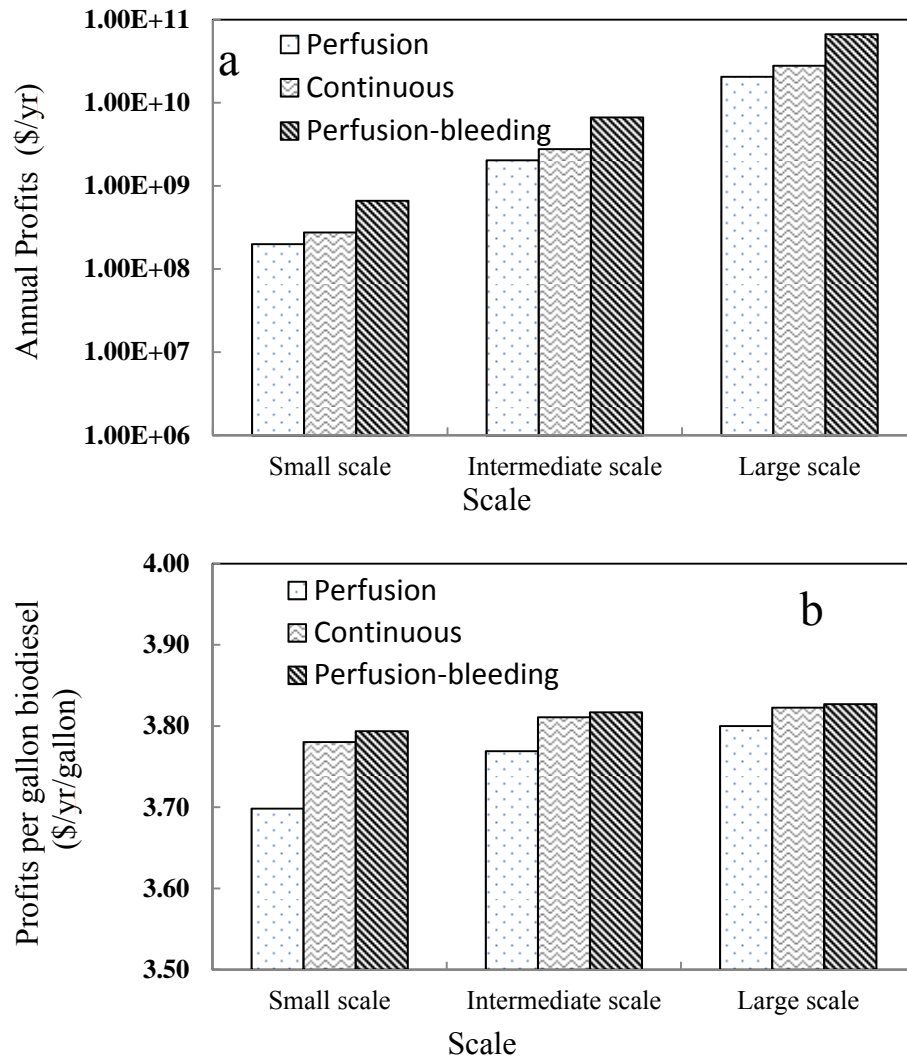 1.00E+11
1.00E+10
1.00E+09
1.00E+08
1.00E+07
1.00E+06
Annual Profits ($/yr)
a
Perfusion
Continuous
Perfusion-bleeding
Small scale
Intermediate scale
Large scale
Scale
4.00
3.90
3.80
3.70
3.60
3.50
Profits per gallon biodiesel
($/yr/gallon)
Perfusion
Continuous
Perfusion-bleeding
b
Small scale
Intermediate scale
Large scale
Scale